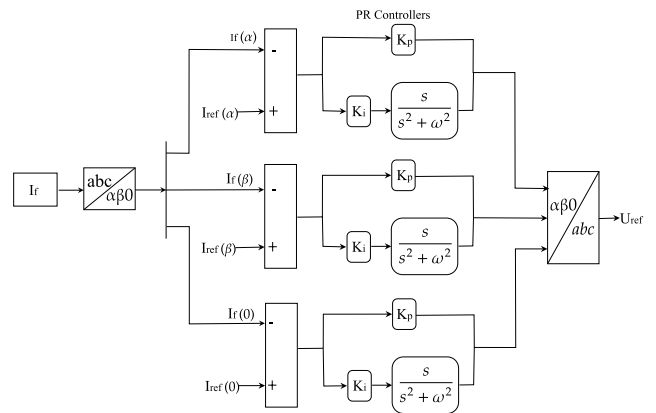 PR Controllers
If (α)
-
Kp
Iref (α)
+
Ki
s
s² + ω²
If
abc
αβ0
If (β)
-
Kp
Iref (β)
+
Ki
s
s² + ω²
αβ0
abc
Uref
If (0)
-
Kp
Iref (0)
+
Ki
s
s² + ω²